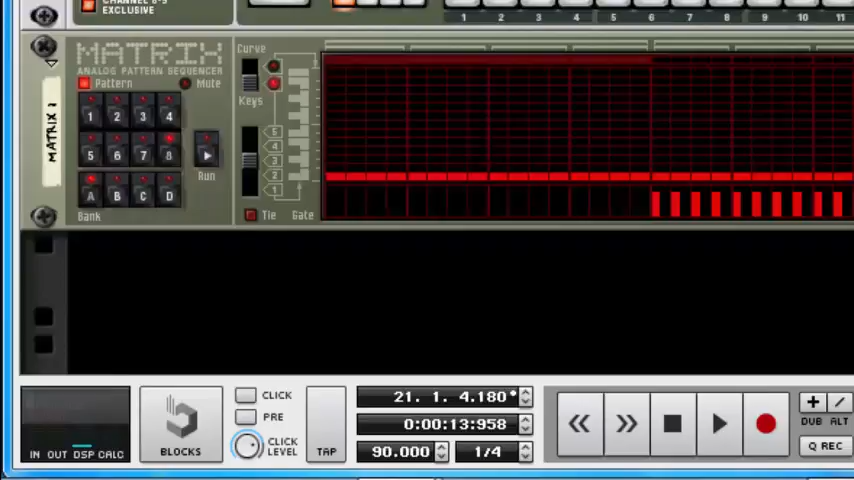 CHANNEL 8-9
EXCLUSIVE
1 2 3 4 5 6 7 8 9 10 11
MATRIX
ANALOG PATTERN SEQUENCER
Pattern
Mute
Curve
Keys
1 2 3 4
5 6 7 8
Run
A B C D
Bank
5
4
3
2
1
Tie
Gate
MATRIX 1
IN OUT DSP CALC
BLOCKS
CLICK
PRE
CLICK
LEVEL
TAP
21. 1. 4.180*
0:00:13:958
90.000
1/4
DUB ALT
Q REC